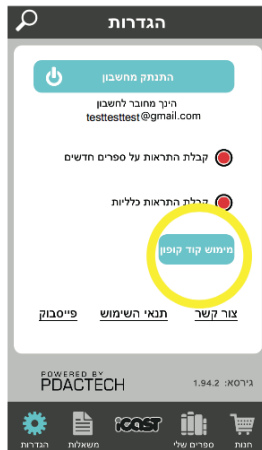 הגדרות
התנתק מחשבון
הינך מחובר לחשבון
testtesttest@gmail.com
קבלת התראות על ספרים חדשים
קבלת התראות כלליות
מימוש קוד קופון
צור קשר תנאי השימוש פייסבוק
POWERED BY
PDACTECH
גירסא: 1.94.2
iCAST
חנות ספרים שלי משאלות הגדרות